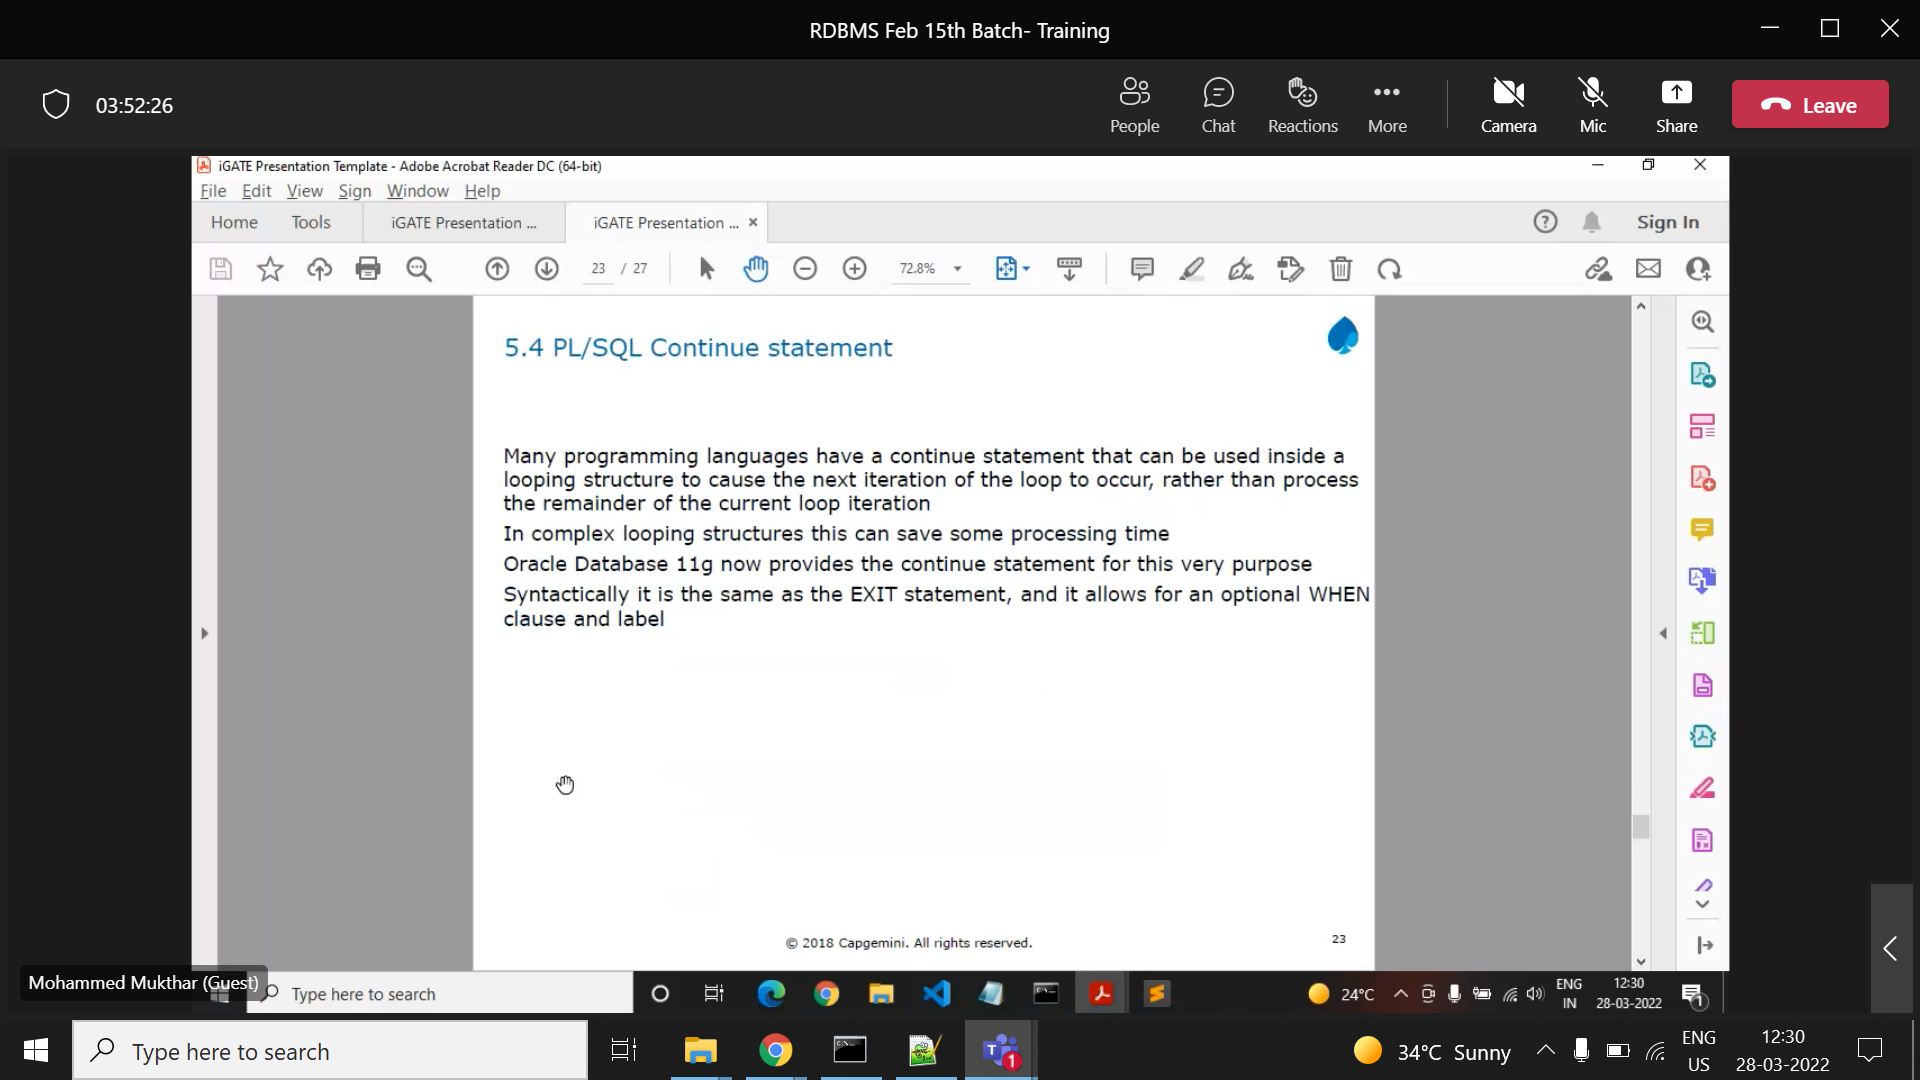 RDBMS Feb 15th Batch- Training
03:52:26
People
Chat
Reactions
More
Camera
Mic
Share
Leave
iGATE Presentation Template - Adobe Acrobat Reader DC (64-bit)
File Edit View Sign Window Help
Home Tools iGATE Presentation ... iGATE Presentation ... Sign In
23 / 27 72.8%
5.4 PL/SQL Continue statement
Many programming languages have a continue statement that can be used inside a
looping structure to cause the next iteration of the loop to occur, rather than process
the remainder of the current loop iteration
In complex looping structures this can save some processing time
Oracle Database 11g now provides the continue statement for this very purpose
Syntactically it is the same as the EXIT statement, and it allows for an optional WHEN
clause and label
© 2018 Capgemini. All rights reserved.
23
Mohammed Mukthar (Guest)
Type here to search
24°C
ENG
IN
12:30
28-03-2022
1
Type here to search
1
34°C Sunny
ENG
US
12:30
28-03-2022